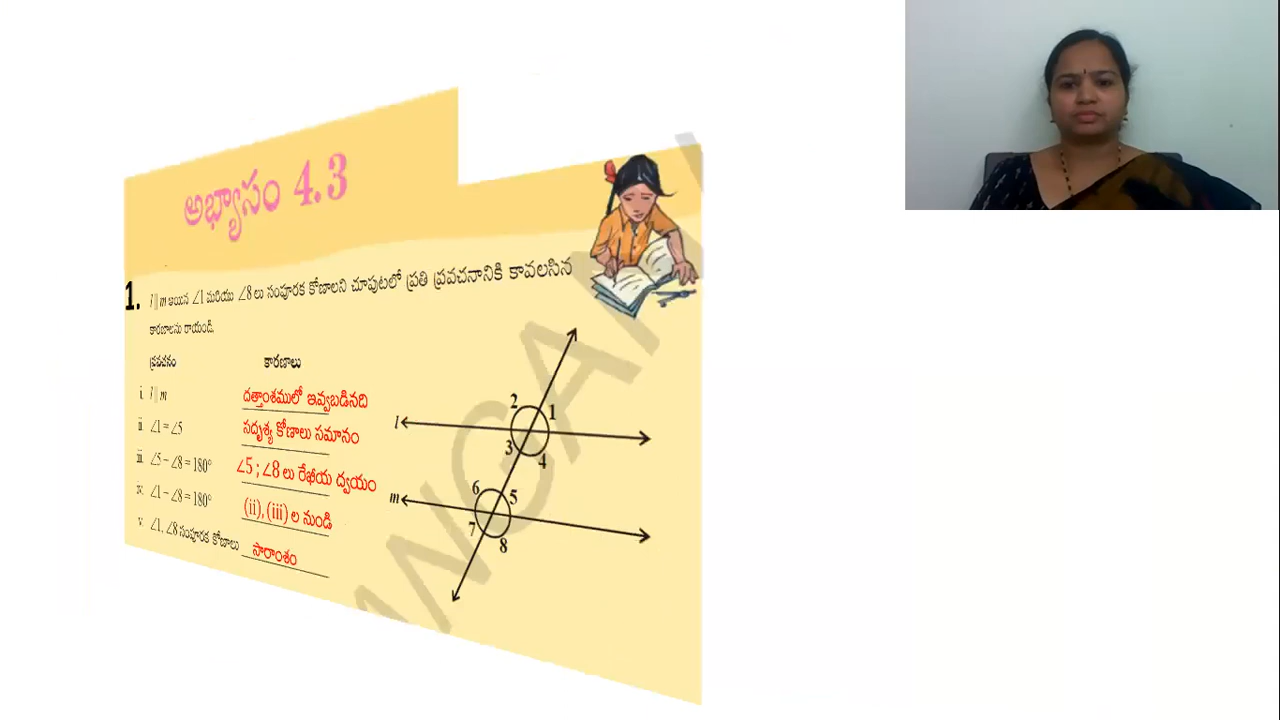 అభ్యాసం 4.3
1. l || m అయిన ∠1 మరియు ∠8 లు సంపూరక కోణాలని చూపుటలో ప్రతి ప్రవచనానికి కావలసిన
కారణాలను రాయండి.
ప్రవచనం కారణాలు
i. l || m దత్తాంశములో ఇవ్వబడినది
ii ∠1 = ∠5 సదృశ్య కోణాలు సమానం
iii. ∠5 – ∠8 = 180° ∠5 ; ∠8 లు రేఖీయ ద్వయం
iv. ∠1 – ∠8 = 180° (ii), (iii) ల నుండి
v. ∠1, ∠8 సంపూరక కోణాలు సారాంశం
2 1
l
3 4
6 5
m
7 8